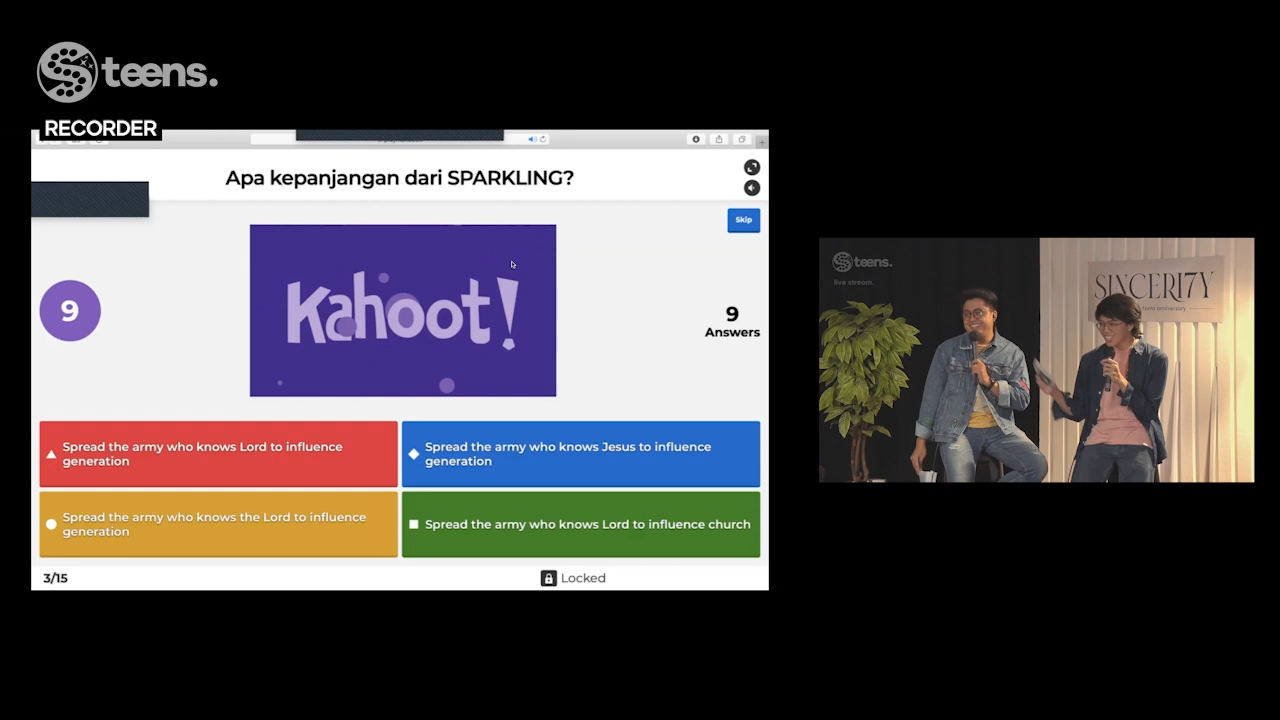 teens.
RECORDER
Apa kepanjangan dari SPARKLING?
Skip
9
Kahoot!
9
Answers
Spread the army who knows Lord to influence
generation
Spread the army who knows Jesus to influence
generation
Spread the army who knows the Lord to influence
generation
Spread the army who knows Lord to influence church
3/15
Locked
teens.
live stream.
SINCERI7Y
anniversary